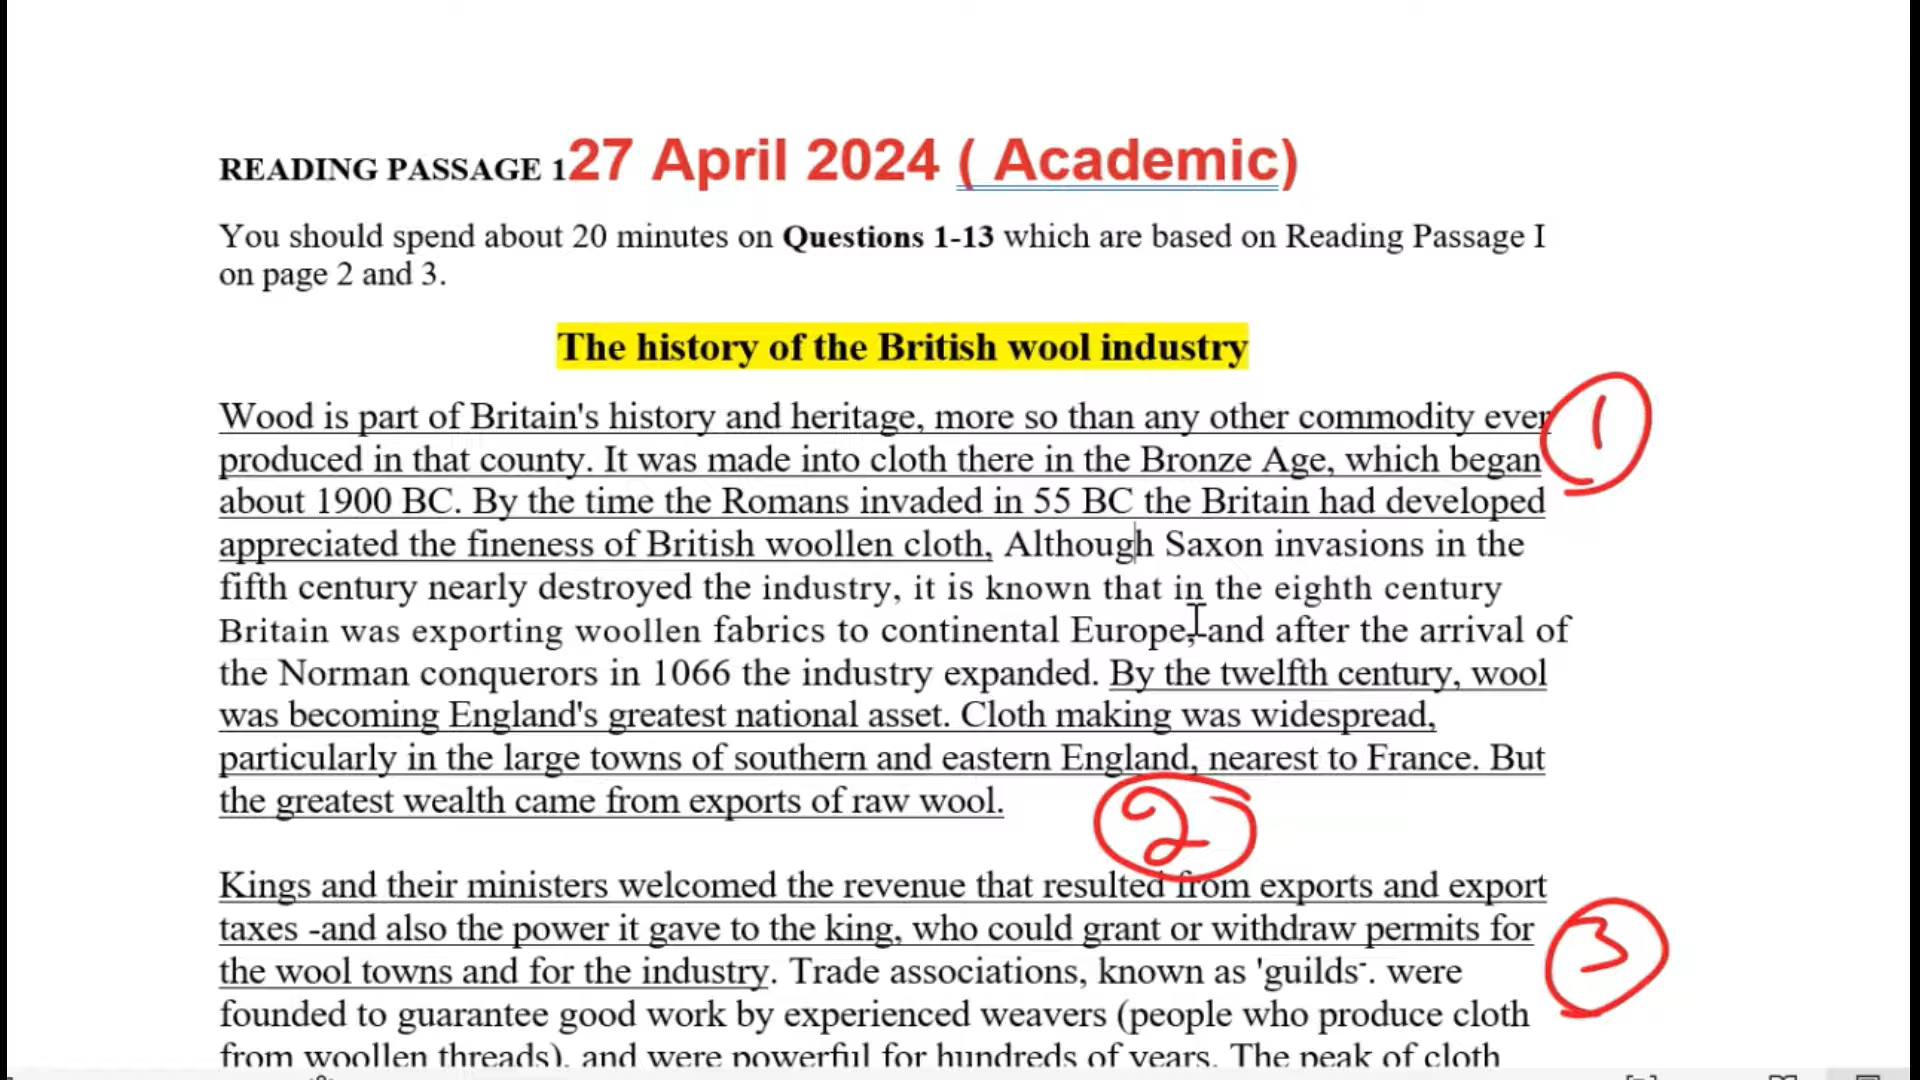 READING PASSAGE 1 27 April 2024 ( Academic)
You should spend about 20 minutes on Questions 1-13 which are based on Reading Passage I
on page 2 and 3.
The history of the British wool industry
Wood is part of Britain's history and heritage, more so than any other commodity ever
1
produced in that county. It was made into cloth there in the Bronze Age, which began
about 1900 BC. By the time the Romans invaded in 55 BC the Britain had developed
appreciated the fineness of British woollen cloth, Although Saxon invasions in the
fifth century nearly destroyed the industry, it is known that in the eighth century
Britain was exporting woollen fabrics to continental Europe, and after the arrival of
the Norman conquerors in 1066 the industry expanded. By the twelfth century, wool
was becoming England's greatest national asset. Cloth making was widespread,
particularly in the large towns of southern and eastern England, nearest to France. But
the greatest wealth came from exports of raw wool.
2
Kings and their ministers welcomed the revenue that resulted from exports and export
taxes -and also the power it gave to the king, who could grant or withdraw permits for
3
the wool towns and for the industry. Trade associations, known as 'guilds-. were
founded to guarantee good work by experienced weavers (people who produce cloth
from woollen threads), and were powerful for hundreds of years. The peak of cloth